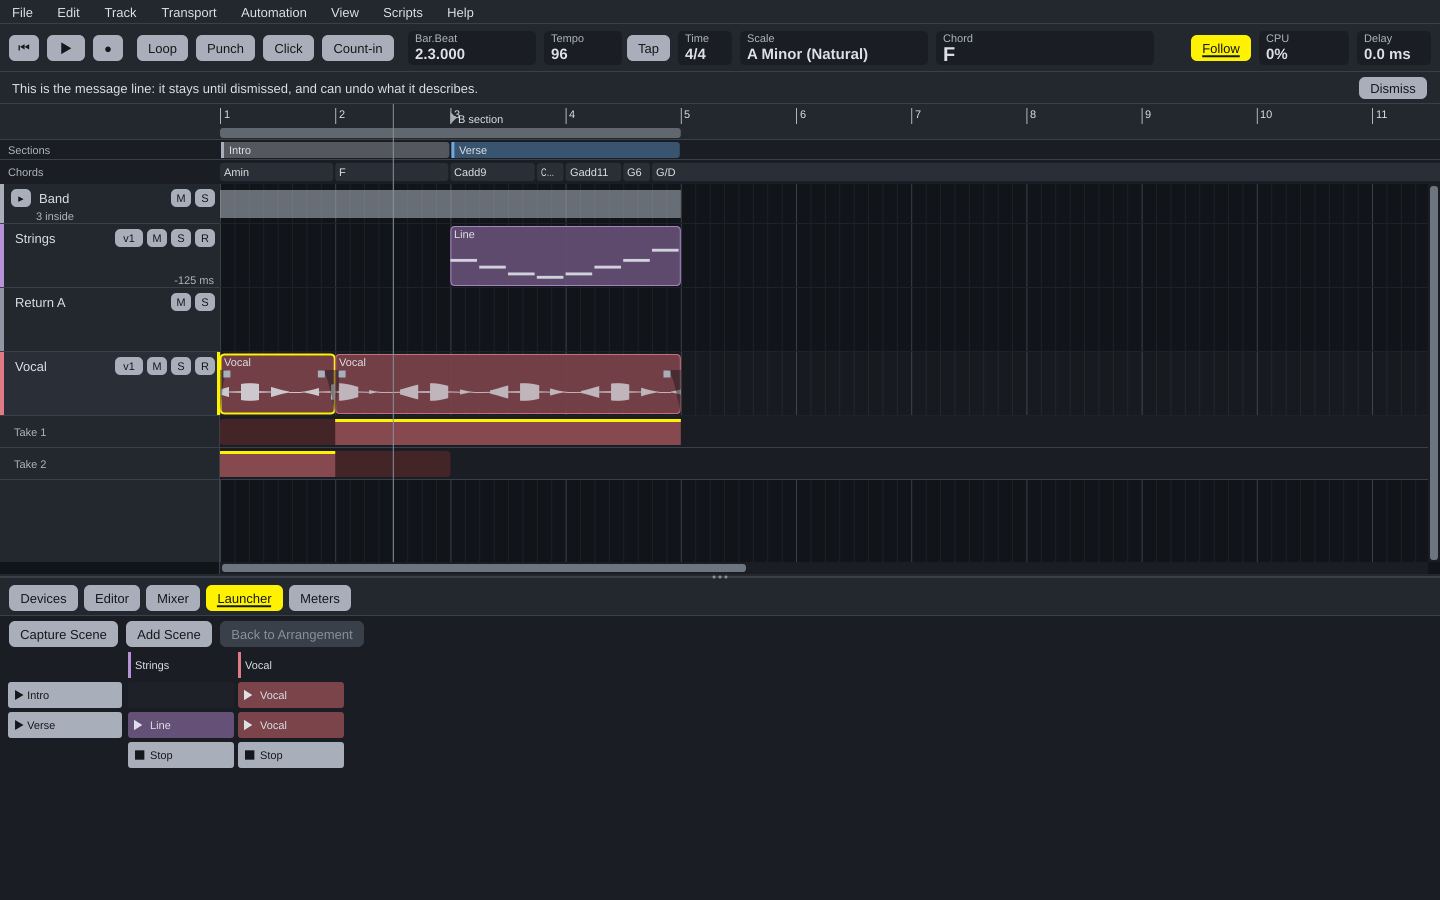 File Edit Track Transport Automation View Scripts Help
Loop Punch Click Count-in Bar.Beat 2.3.000 Tempo 96 Tap Time 4/4 Scale A Minor (Natural) Chord F Follow CPU 0% Delay 0.0 ms
This is the message line: it stays until dismissed, and can undo what it describes. Dismiss
1 2 3 B section 4 5 6 7 8 9 10 11
Sections Intro Verse
Chords Amin F Cadd9 C... Gadd11 G6 G/D
Band M S
3 inside
Strings v1 M S R Line
-125 ms
Return A M S
Vocal v1 M S R Vocal Vocal
Take 1
Take 2
Devices Editor Mixer Launcher Meters
Capture Scene Add Scene Back to Arrangement
Strings Vocal
Intro Vocal
Verse Line Vocal
Stop Stop